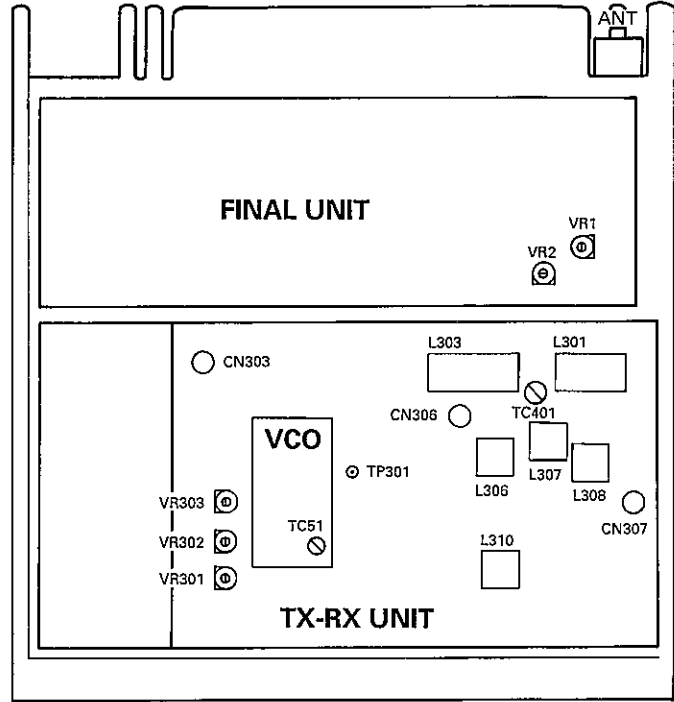 ANT
FINAL UNIT
VR1
VR2
L303
L301
CN303
CN306
TC401
VCO
L307
TP301
L306
L308
VR303
CN307
TC51
VR302
L310
VR301
TX-RX UNIT